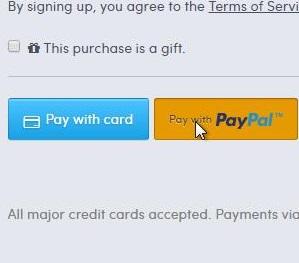 By signing up, you agree to the Terms of Servi
This purchase is a gift.
Pay with card
Pay with PayPal™
All major credit cards accepted. Payments via